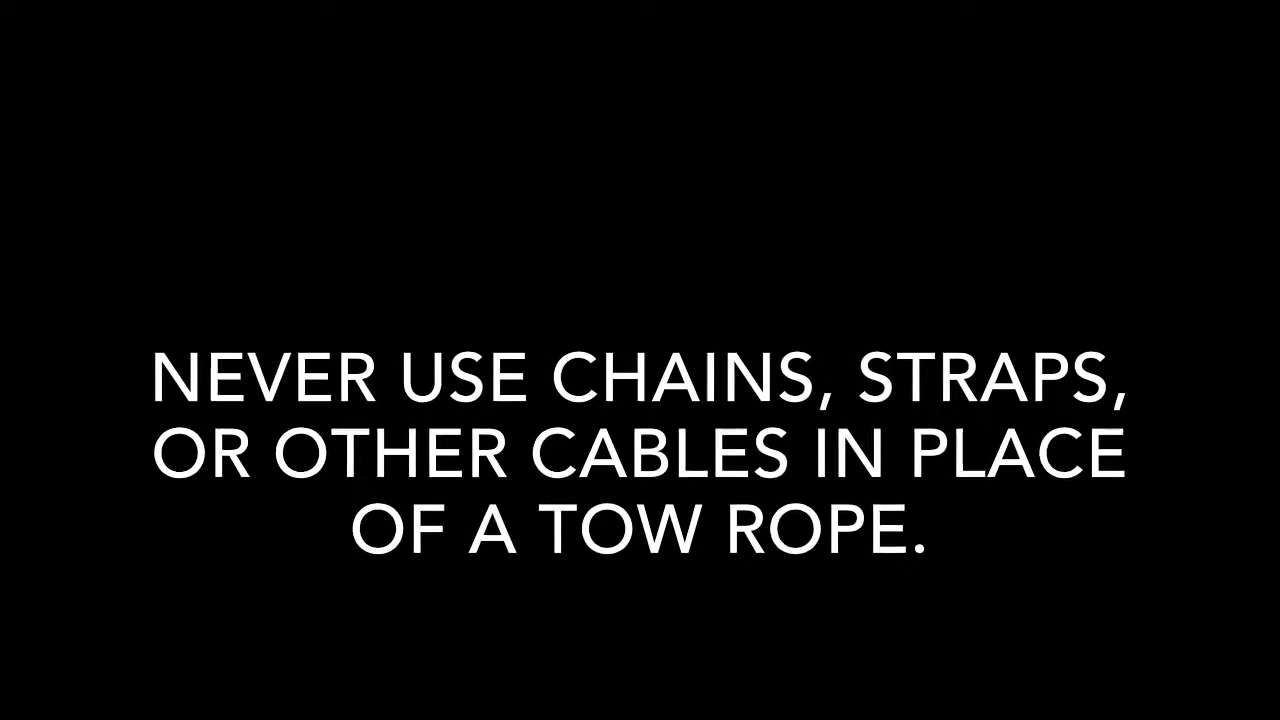 NEVER USE CHAINS, STRAPS,
OR OTHER CABLES IN PLACE
OF A TOW ROPE.